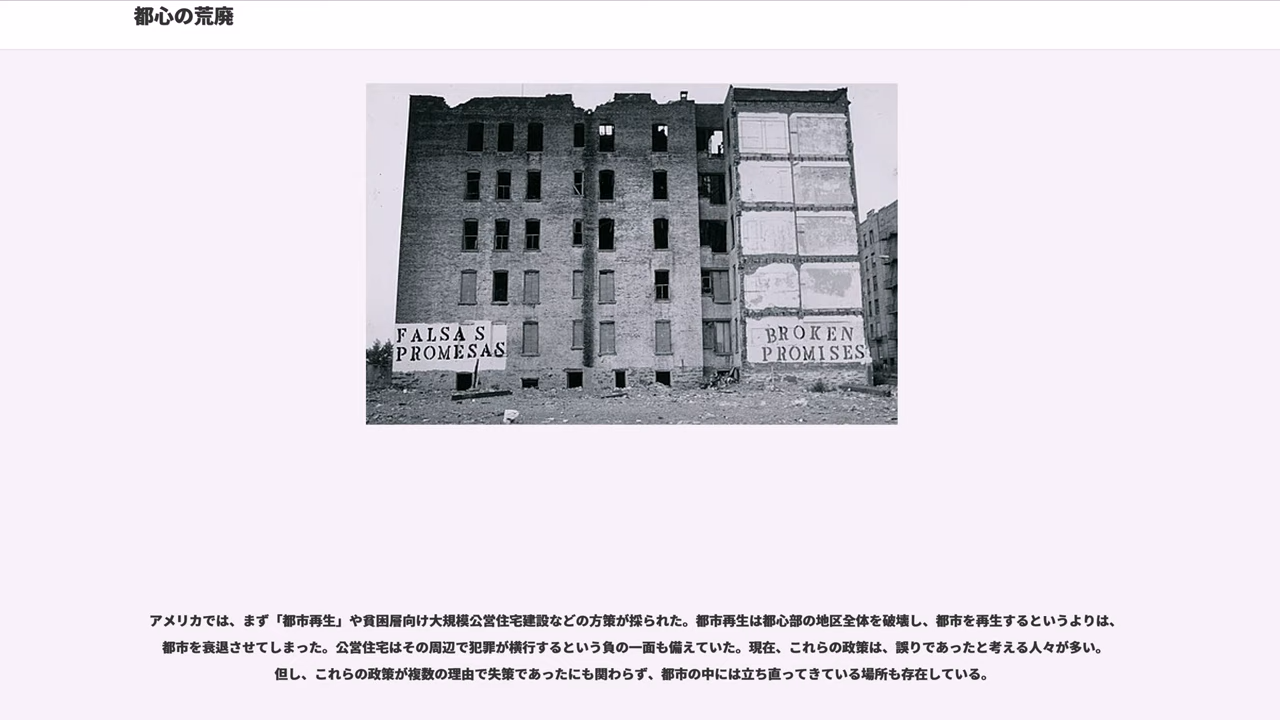 都心の荒廃
FALSAS
PROMESAS
BROKEN
PROMISES
アメリカでは、まず「都市再生」や貧困層向け大規模公営住宅建設などの方策が採られた。都市再生は都心部の地区全体を破壊し、都市を再生するというよりは、
都市を衰退させてしまった。公営住宅はその周辺で犯罪が横行するという負の一面も備えていた。現在、これらの政策は、誤りであったと考える人々が多い。
但し、これらの政策が複数の理由で失策であったにも関わらず、都市の中には立ち直ってきている場所も存在している。